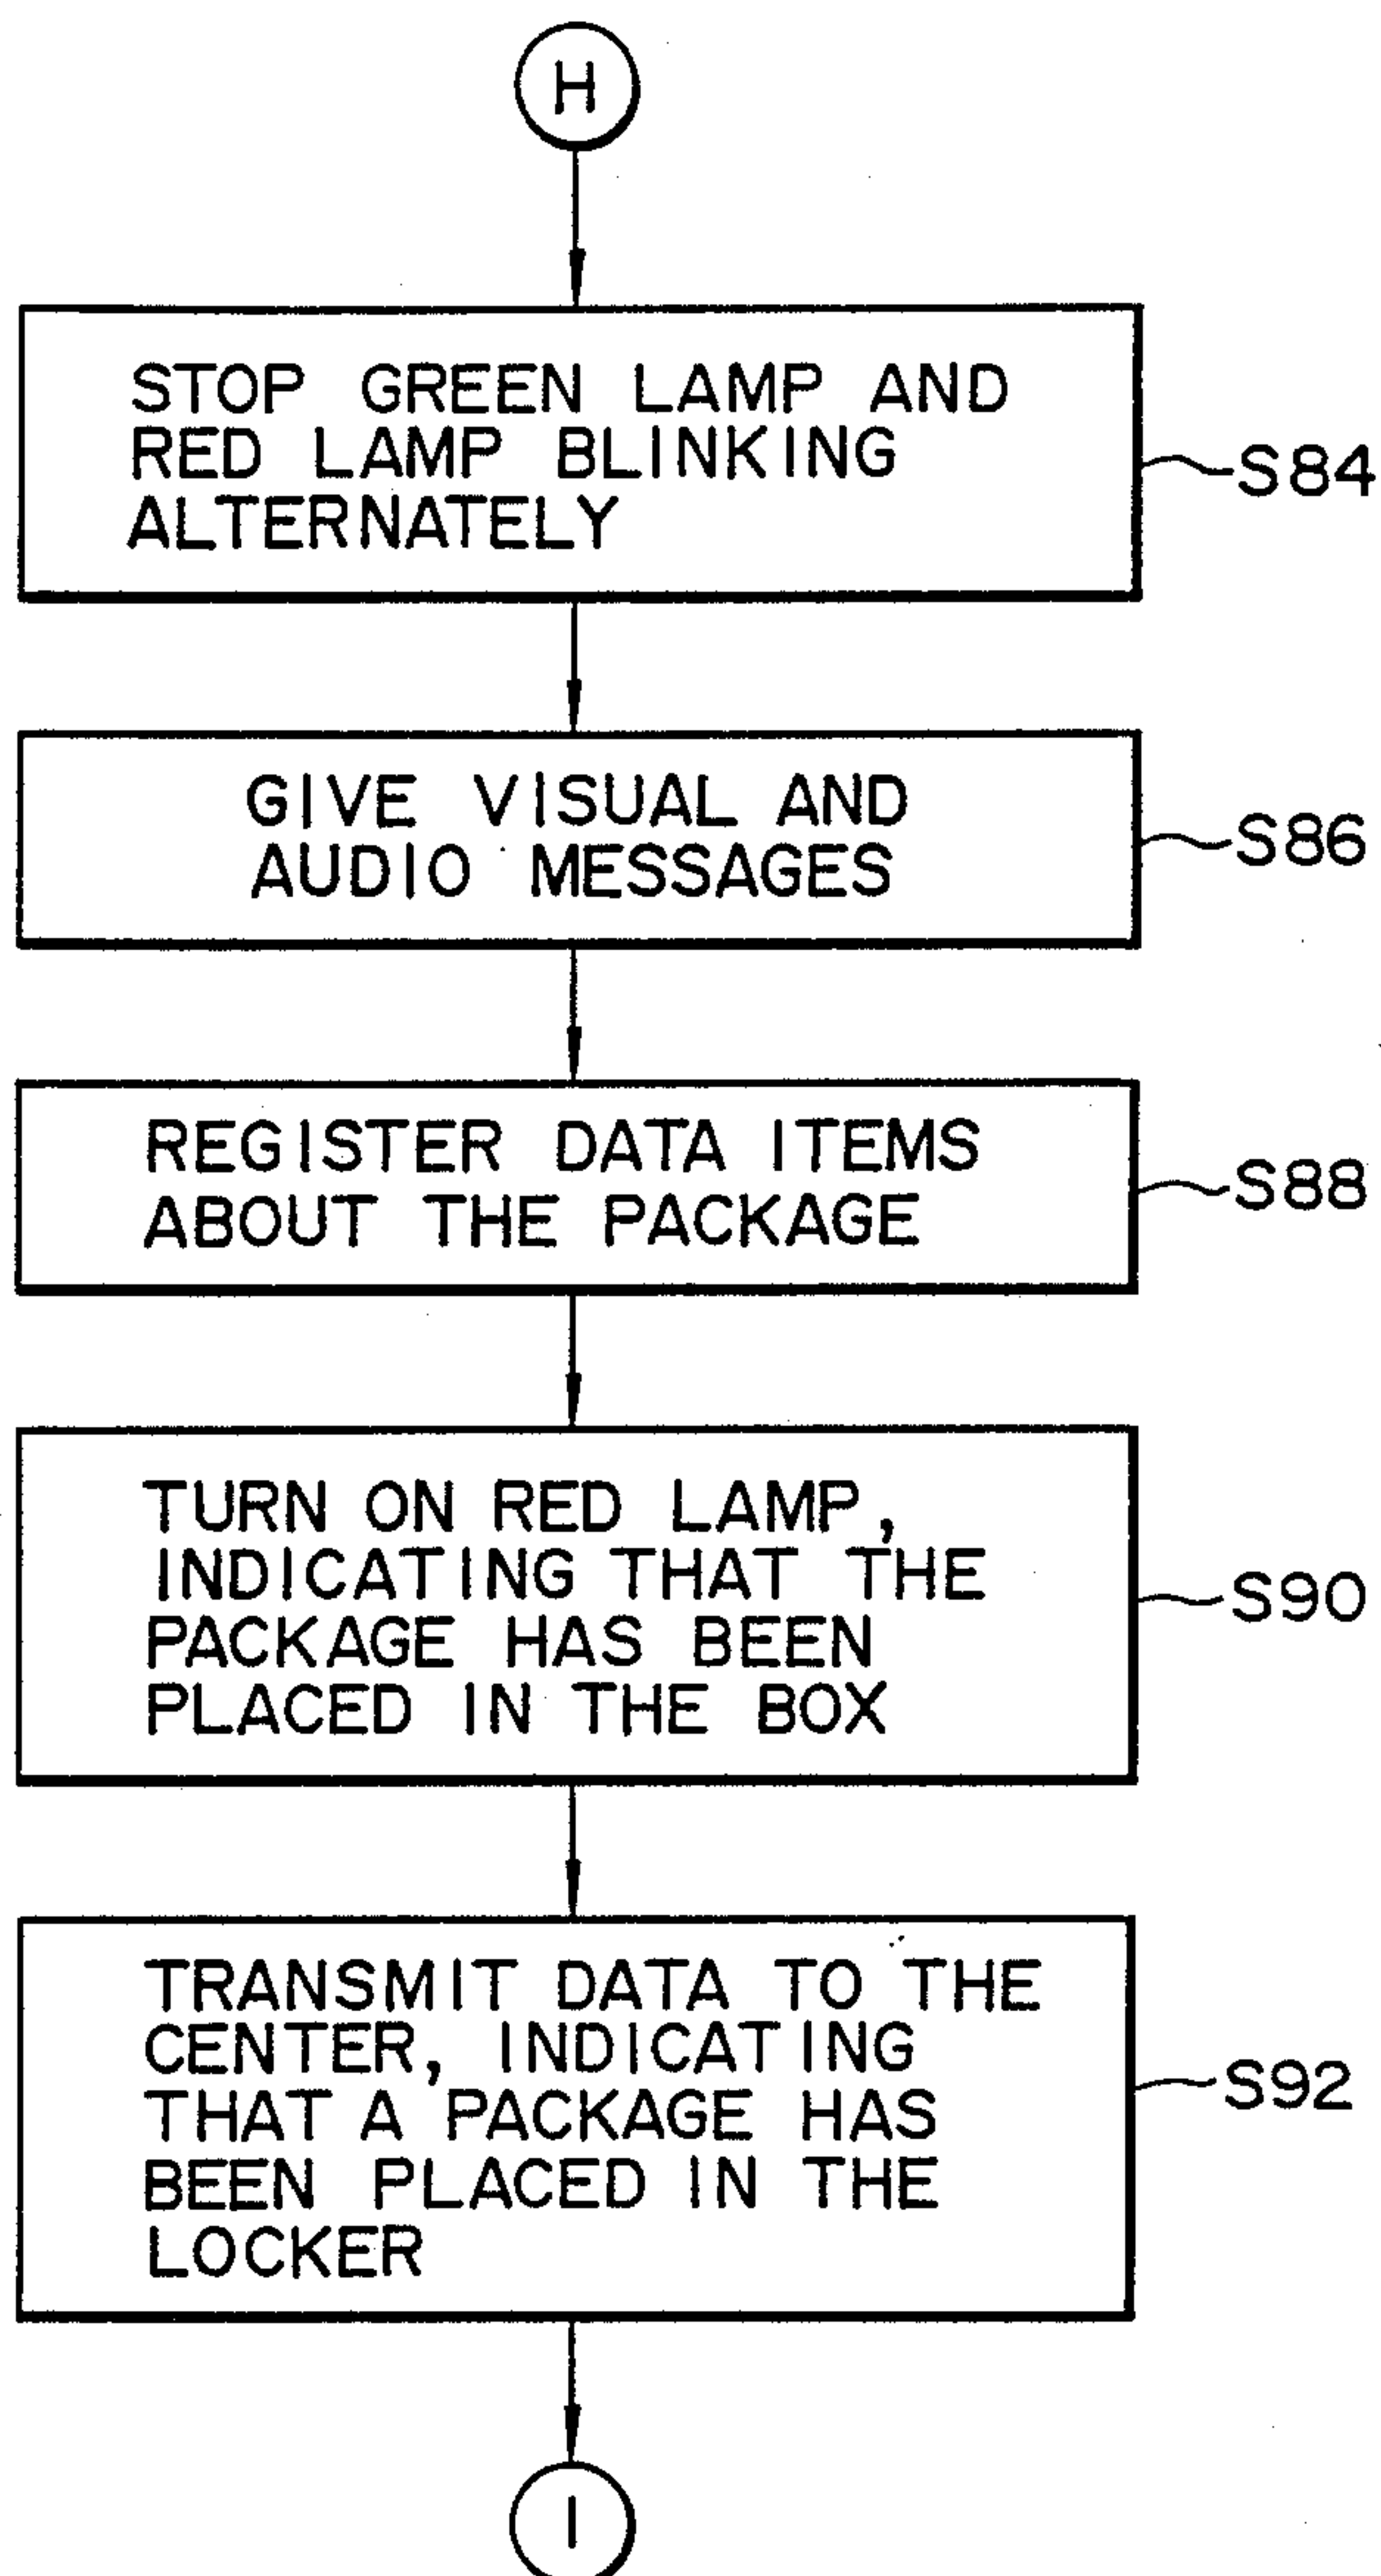 H
STOP GREEN LAMP AND
RED LAMP BLINKING
ALTERNATELY
S84
GIVE VISUAL AND
AUDIO MESSAGES
S86
REGISTER DATA ITEMS
ABOUT THE PACKAGE
S88
TURN ON RED LAMP,
INDICATING THAT THE
PACKAGE HAS BEEN
PLACED IN THE BOX
S90
TRANSMIT DATA TO THE
CENTER, INDICATING
THAT A PACKAGE HAS
BEEN PLACED IN THE
LOCKER
S92
I